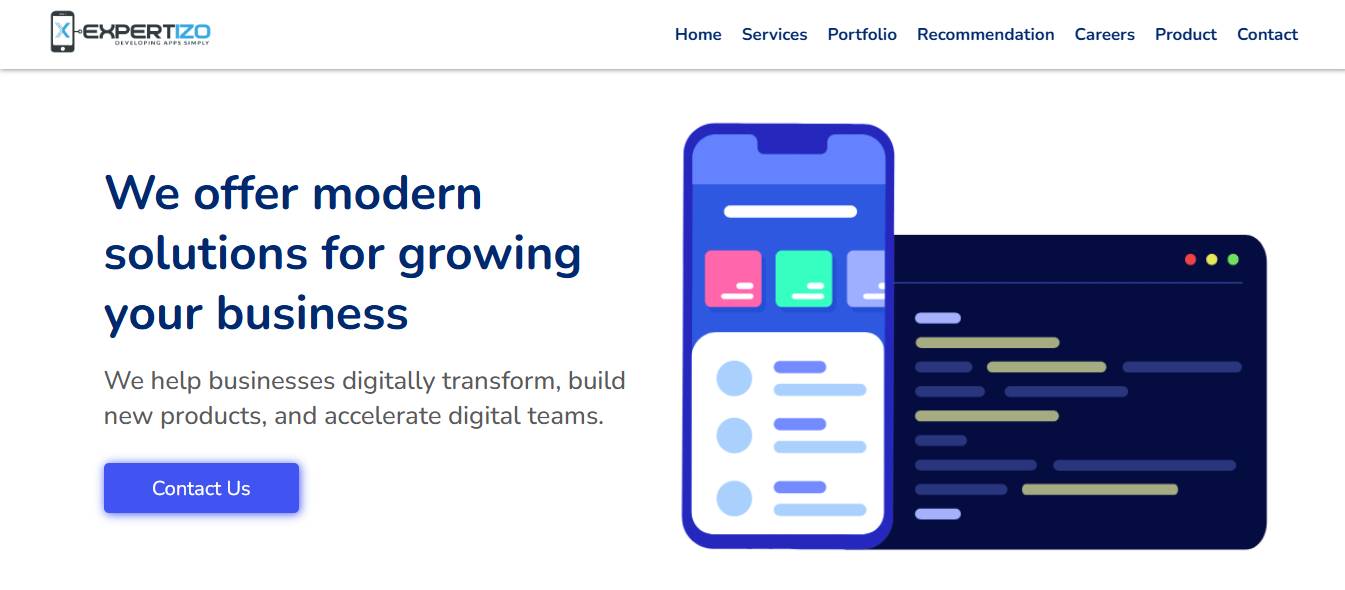 X EXPERTIZO
DEVELOPING APPS SIMPLY
Home Services Portfolio Recommendation Careers Product Contact
We offer modern
solutions for growing
your business
We help businesses digitally transform, build
new products, and accelerate digital teams.
Contact Us